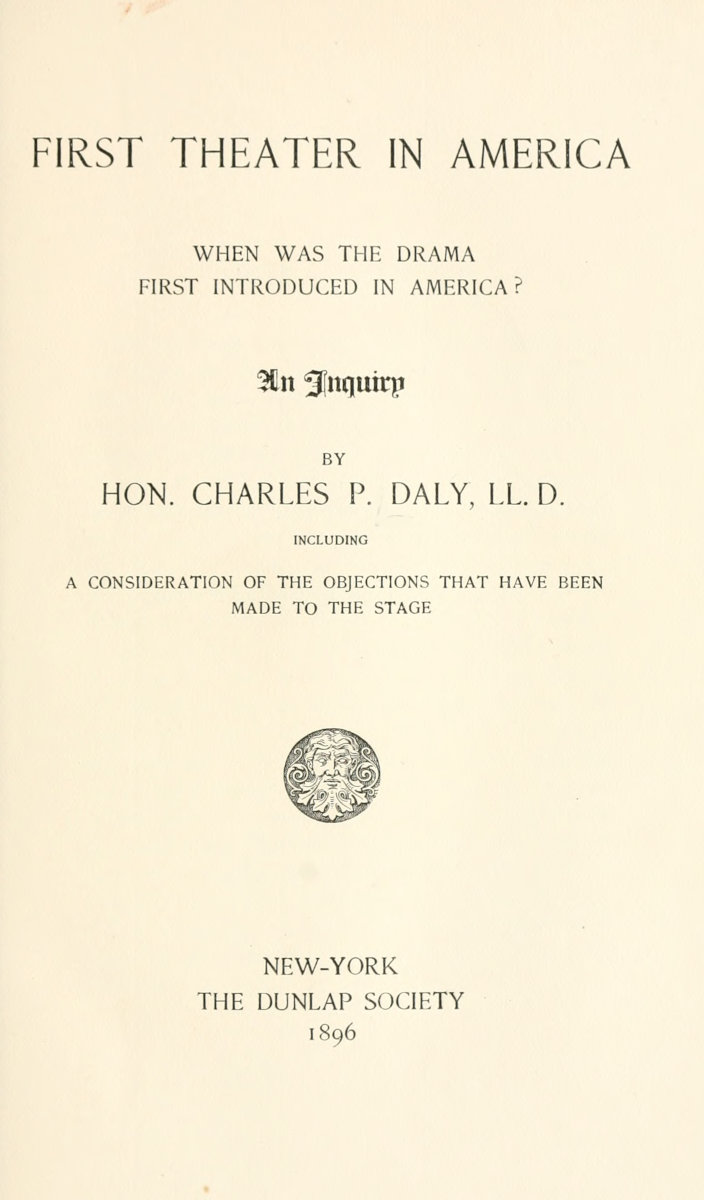 FIRST THEATER IN AMERICA
WHEN WAS THE DRAMA
FIRST INTRODUCED IN AMERICA?
An Inquiry
BY
HON. CHARLES P. DALY, LL. D.
INCLUDING
A CONSIDERATION OF THE OBJECTIONS THAT HAVE BEEN
MADE TO THE STAGE
NEW-YORK
THE DUNLAP SOCIETY
1896